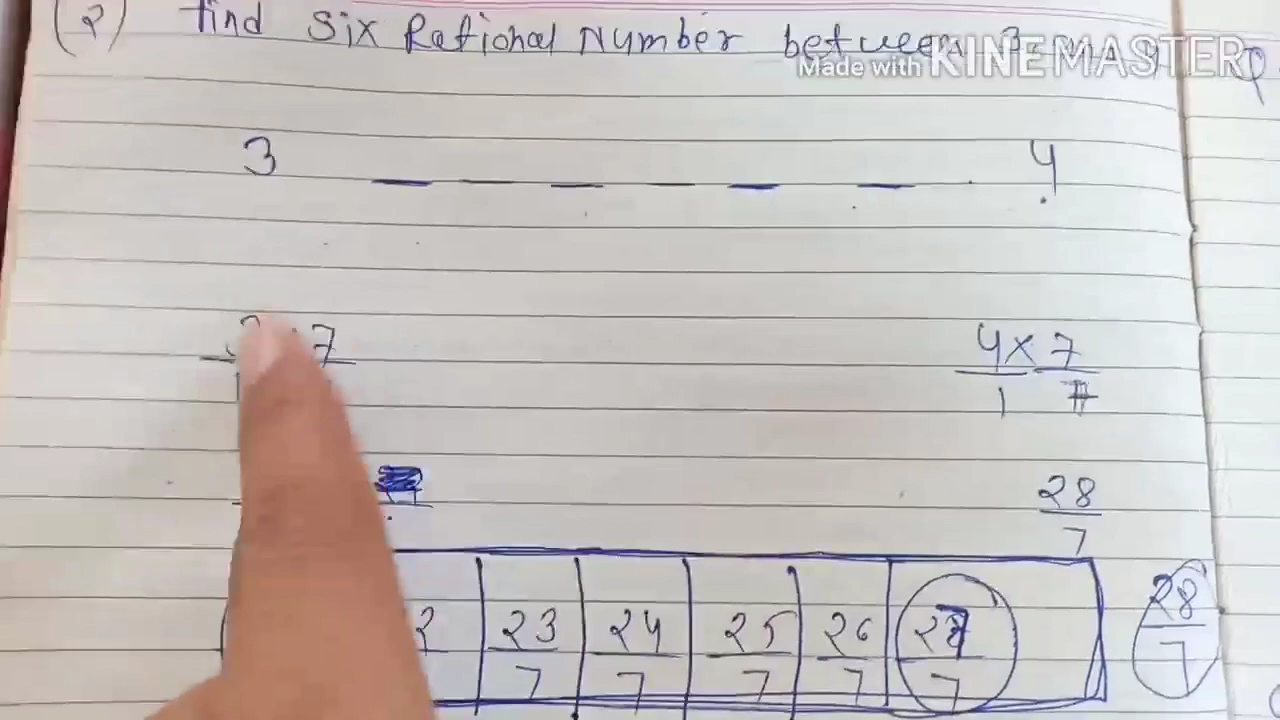 (2) find Six Rational Number between 3
Made with KINEMASTER
3 _ _ _ _ _ _ 4
7 4 × 7
1 7
28
7
23 24 25 26 27 28
7 7 7 7 7 7